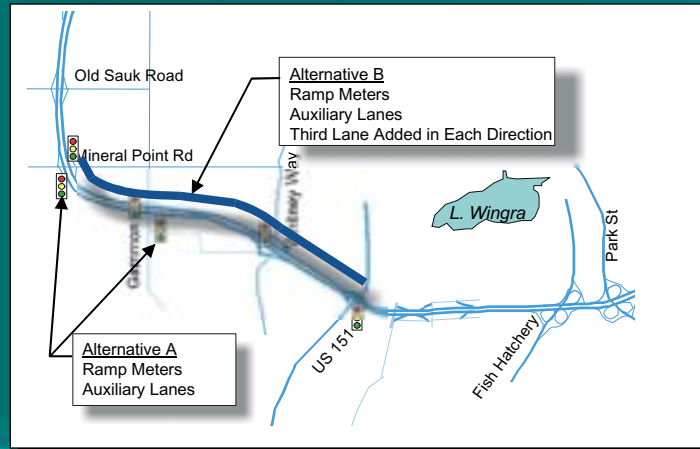 Old Sauk Road
Alternative B
Ramp Meters
Auxiliary Lanes
Third Lane Added in Each Direction
Mineral Point Rd
Way
L. Wingra
Park St
Alternative A
Ramp Meters
Auxiliary Lanes
US 151
Fish Hatchery